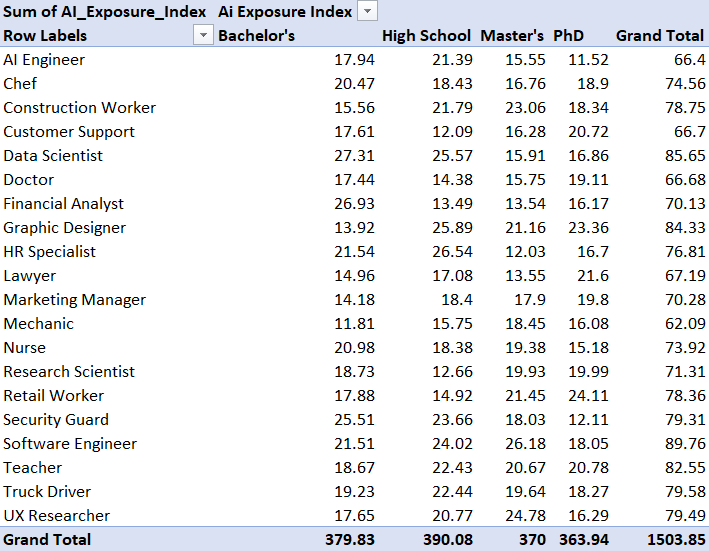 Sum of AI_Exposure_Index Ai Exposure Index
Row Labels Bachelor's High School Master's PhD Grand Total
AI Engineer 17.94 21.39 15.55 11.52 66.4
Chef 20.47 18.43 16.76 18.9 74.56
Construction Worker 15.56 21.79 23.06 18.34 78.75
Customer Support 17.61 12.09 16.28 20.72 66.7
Data Scientist 27.31 25.57 15.91 16.86 85.65
Doctor 17.44 14.38 15.75 19.11 66.68
Financial Analyst 26.93 13.49 13.54 16.17 70.13
Graphic Designer 13.92 25.89 21.16 23.36 84.33
HR Specialist 21.54 26.54 12.03 16.7 76.81
Lawyer 14.96 17.08 13.55 21.6 67.19
Marketing Manager 14.18 18.4 17.9 19.8 70.28
Mechanic 11.81 15.75 18.45 16.08 62.09
Nurse 20.98 18.38 19.38 15.18 73.92
Research Scientist 18.73 12.66 19.93 19.99 71.31
Retail Worker 17.88 14.92 21.45 24.11 78.36
Security Guard 25.51 23.66 18.03 12.11 79.31
Software Engineer 21.51 24.02 26.18 18.05 89.76
Teacher 18.67 22.43 20.67 20.78 82.55
Truck Driver 19.23 22.44 19.64 18.27 79.58
UX Researcher 17.65 20.77 24.78 16.29 79.49
Grand Total 379.83 390.08 370 363.94 1503.85